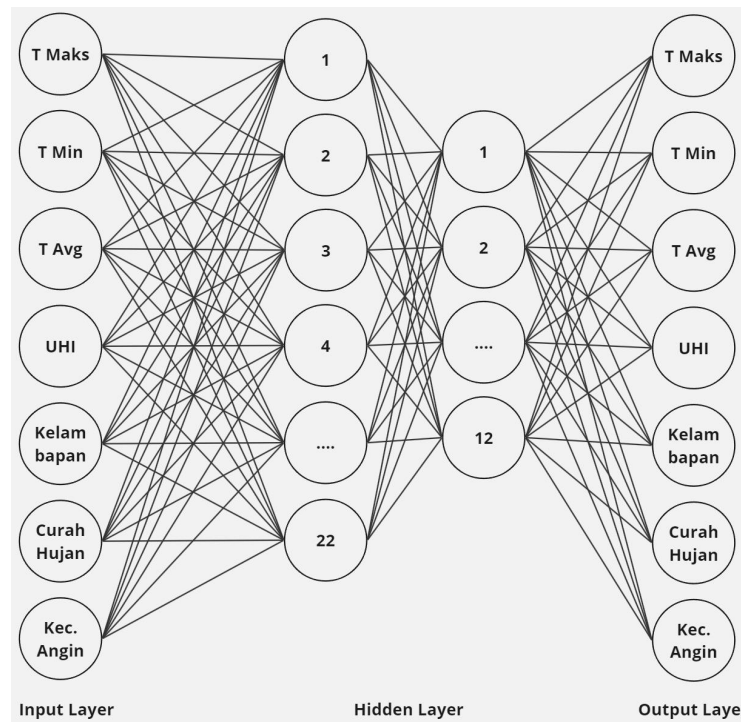 T Maks
T Min
T Avg
UHI
Kelam
bapan
Curah
Hujan
Kec.
Angin
Input Layer
1
2
3
4
....
22
1
2
....
12
Hidden Layer
T Maks
T Min
T Avg
UHI
Kelam
bapan
Curah
Hujan
Kec.
Angin
Output Laye